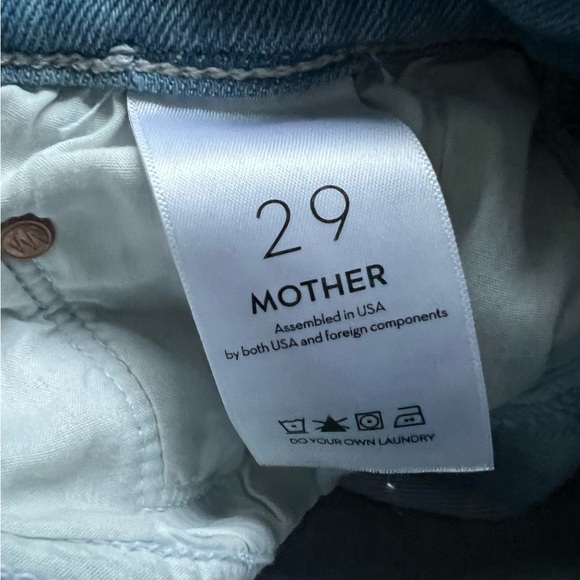 29
MOTHER
Assembled in USA
by both USA and foreign components
DO YOUR OWN LAUNDRY